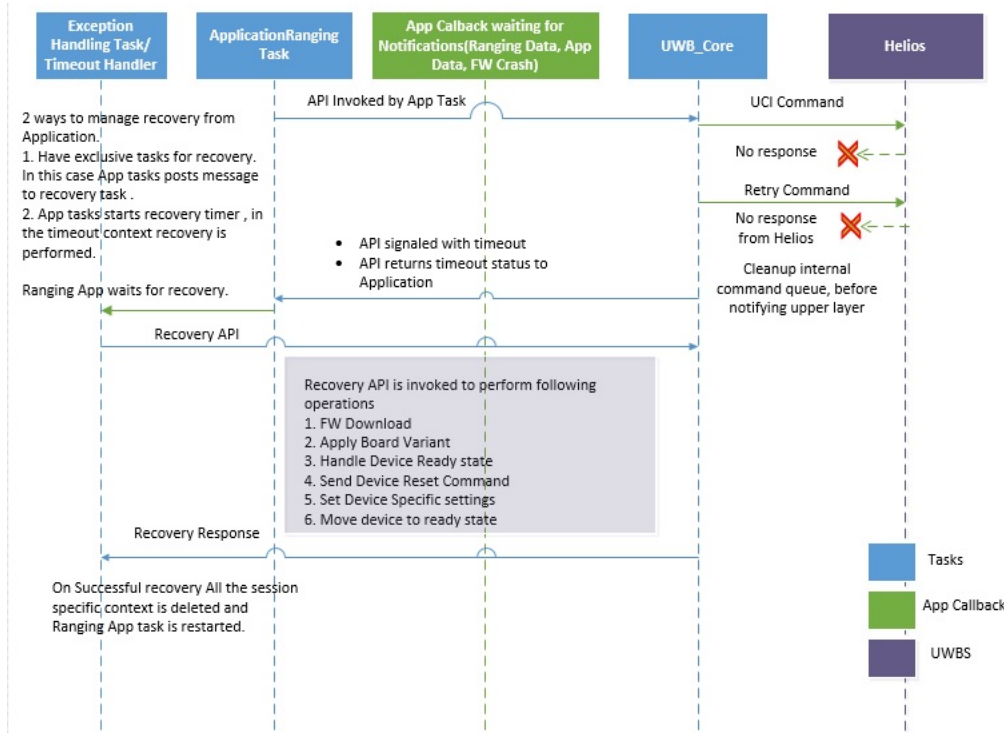 Exception
Handling Task/
Timeout Handler
ApplicationRanging
Task
App Calback waiting for
Notifications(Ranging Data, App
Data, FW Crash)
UWB_Core
Helios
API Invoked by App Task
UCI Command
2 ways to manage recovery from
Application.
1. Have exclusive tasks for recovery.
In this case App tasks posts message
to recovery task .
2. App tasks starts recovery timer , in
the timeout context recovery is
performed.
No response
Retry Command
No response
from Helios
• API signaled with timeout
• API returns timeout status to
Application
Cleanup internal
command queue, before
notifying upper layer
Ranging App waits for recovery.
Recovery API
Recovery API is invoked to perform following
operations
1. FW Download
2. Apply Board Variant
3. Handle Device Ready state
4. Send Device Reset Command
5. Set Device Specific settings
6. Move device to ready state
Recovery Response
On Successful recovery All the session
specific context is deleted and
Ranging App task is restarted.
Tasks
App Callback
UWBS